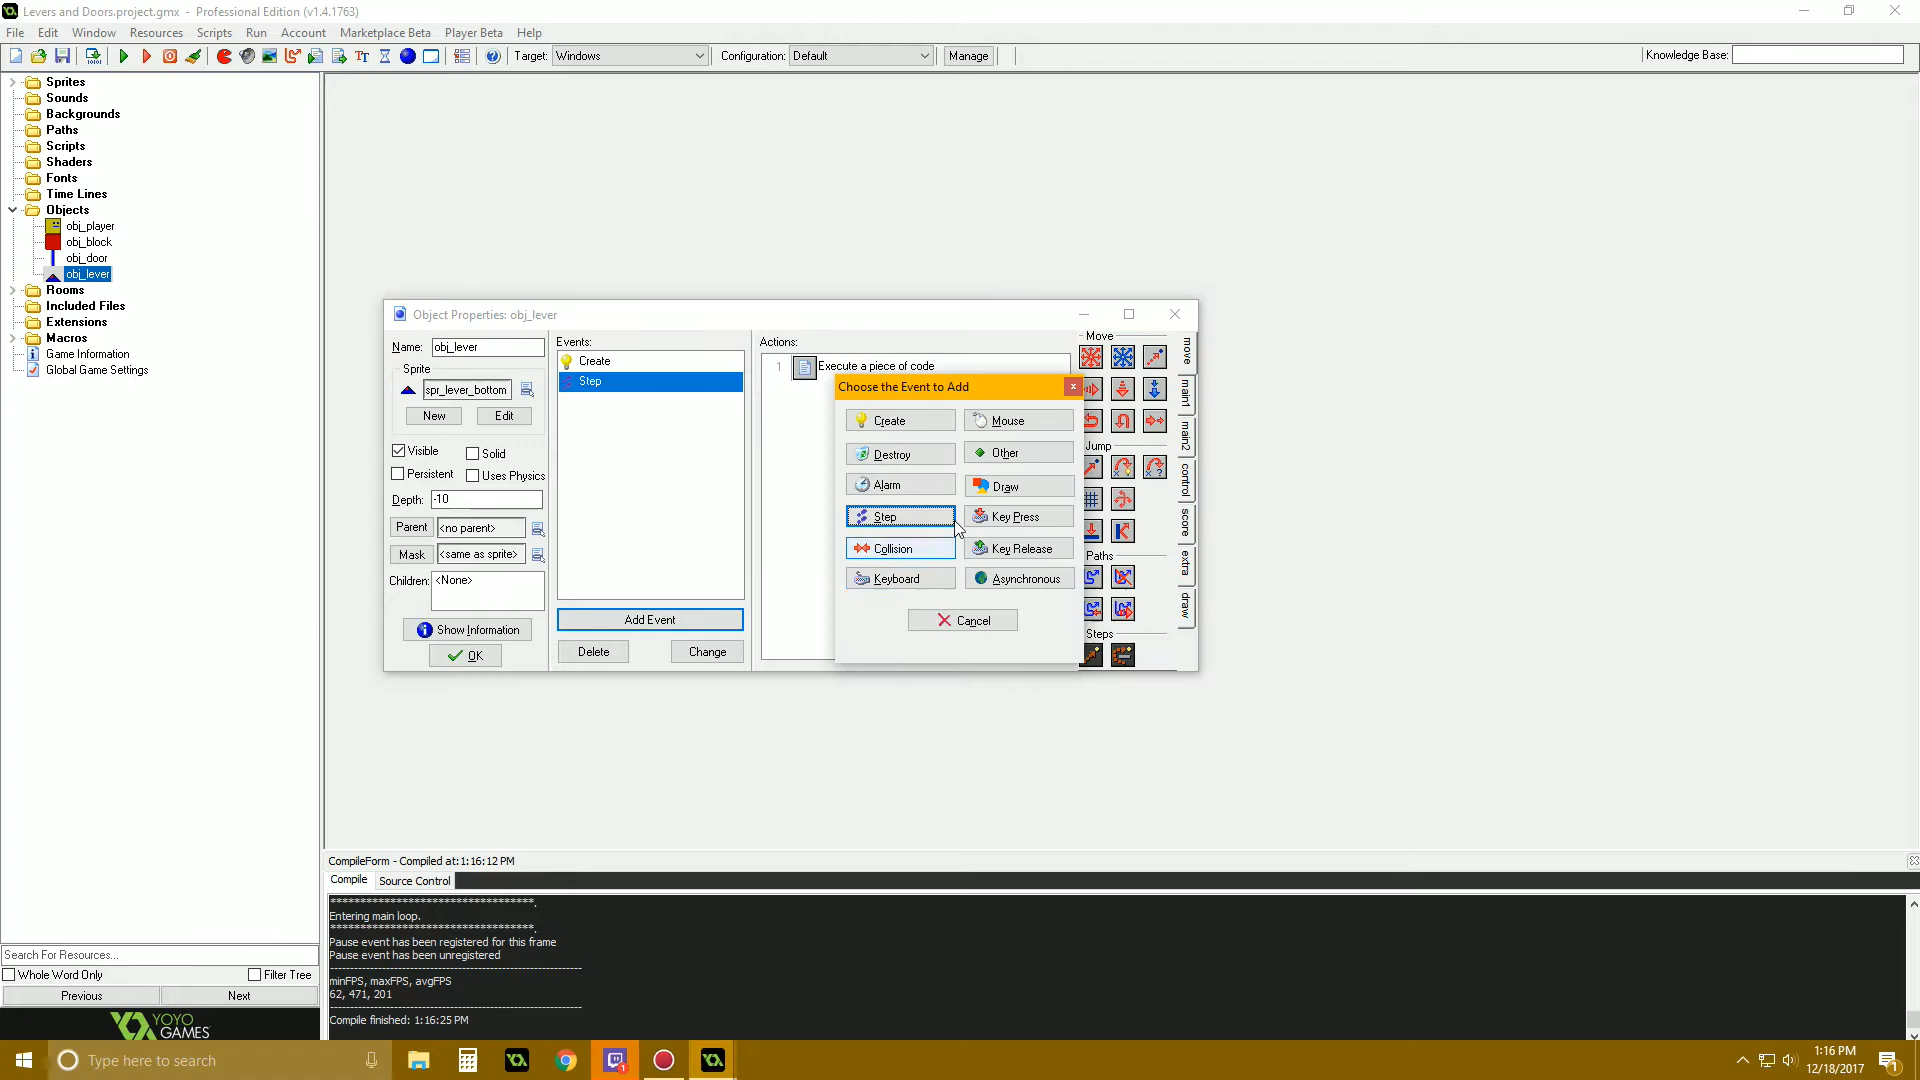 Levers and Doors.project.gmx - Professional Edition (v1.4.1763)
File Edit Window Resources Scripts Run Account Marketplace Beta Player Beta Help
Target: Windows Configuration: Default Manage Knowledge Base:
Sprites
Sounds
Backgrounds
Paths
Scripts
Shaders
Fonts
Time Lines
Objects
obj_player
obj_block
obj_door
obj_lever
Rooms
Included Files
Extensions
Macros
Game Information
Global Game Settings
Object Properties: obj_lever
Name: obj_lever
Sprite
spr_lever_bottom
New Edit
Visible Solid
Persistent Uses Physics
Depth: -10
Parent <no parent>
Mask <same as sprite>
Children: <None>
Show Information
OK
Events:
Create
Step
Add Event
Delete Change
Actions:
1 Execute a piece of code
Choose the Event to Add
Create Mouse
Destroy Other
Alarm Draw
Step Key Press
Collision Key Release
Keyboard Asynchronous
Cancel
Move
Jump
Paths
Steps
move
main1
main2
control
score
extra
draw
CompileForm - Compiled at:1:16:12 PM
Compile Source Control
**********************************.
Entering main loop.
**********************************.
Pause event has been registered for this frame
Pause event has been unregistered
minFPS, maxFPS, avgFPS
62, 471, 201
Compile finished: 1:16:25 PM
Search For Resources...
Whole Word Only Filter Tree
Previous Next
YOYO
GAMES
Type here to search
1
1:16 PM
12/18/2017
1